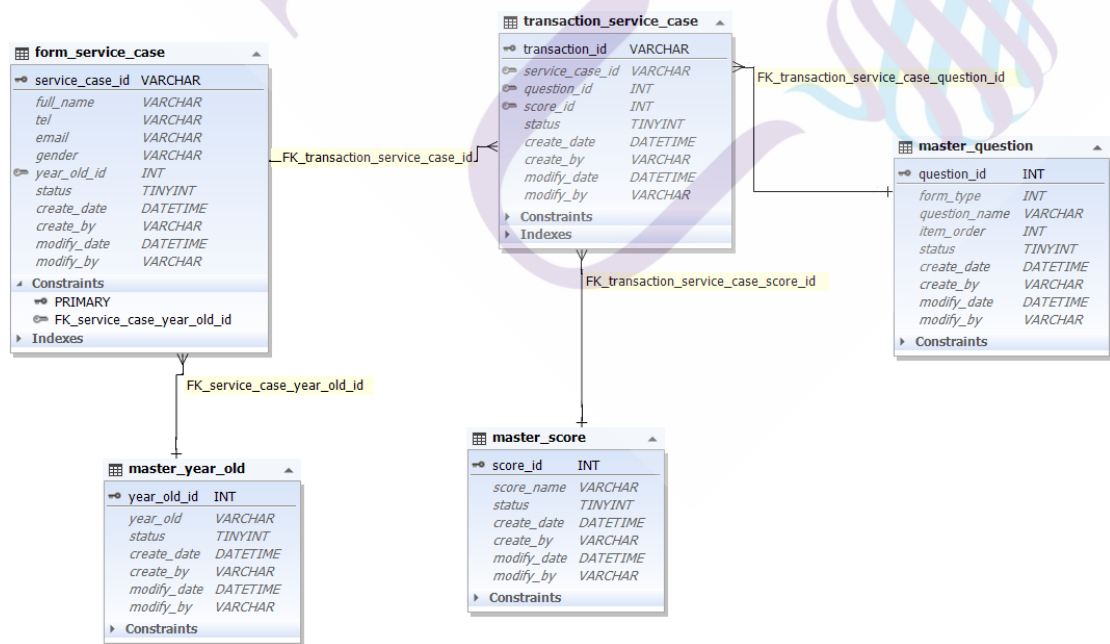 form_service_case
service_case_id VARCHAR
full_name VARCHAR
tel VARCHAR
email VARCHAR
gender VARCHAR
year_old_id INT
status TINYINT
create_date DATETIME
create_by VARCHAR
modify_date DATETIME
modify_by VARCHAR
Constraints
PRIMARY
FK_service_case_year_old_id
Indexes
FK_transaction_service_case_id
transaction_service_case
transaction_id VARCHAR
service_case_id VARCHAR
question_id INT
score_id INT
status TINYINT
create_date DATETIME
create_by VARCHAR
modify_date DATETIME
modify_by VARCHAR
Constraints
Indexes
FK_transaction_service_case_question_id
master_question
question_id INT
form_type INT
question_name VARCHAR
item_order INT
status TINYINT
create_date DATETIME
create_by VARCHAR
modify_date DATETIME
modify_by VARCHAR
Constraints
FK_transaction_service_case_score_id
FK_service_case_year_old_id
master_year_old
year_old_id INT
year_old VARCHAR
status TINYINT
create_date DATETIME
create_by VARCHAR
modify_date DATETIME
modify_by VARCHAR
Constraints
master_score
score_id INT
score_name VARCHAR
status TINYINT
create_date DATETIME
create_by VARCHAR
modify_date DATETIME
modify_by VARCHAR
Constraints